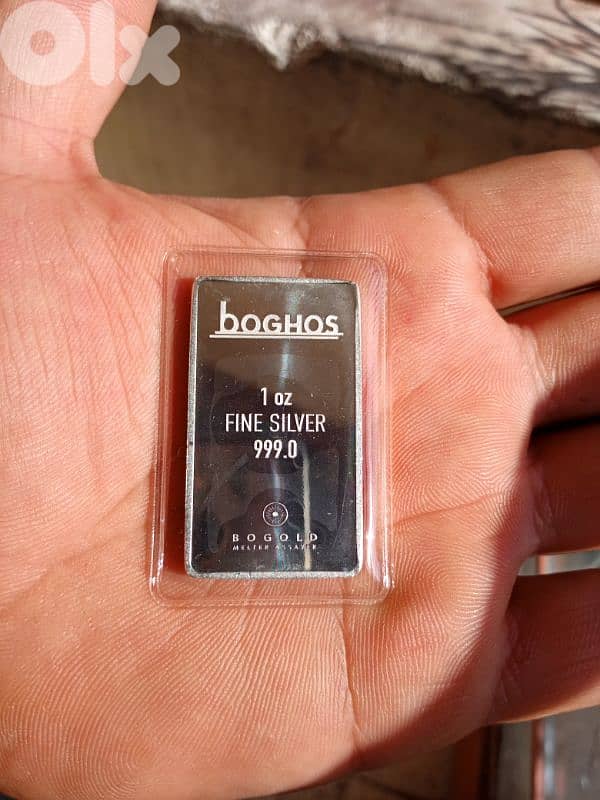 OLX
boGHOS
1 oz
FINE SILVER
999.0
BOGOLD
MELTER ASSAYER